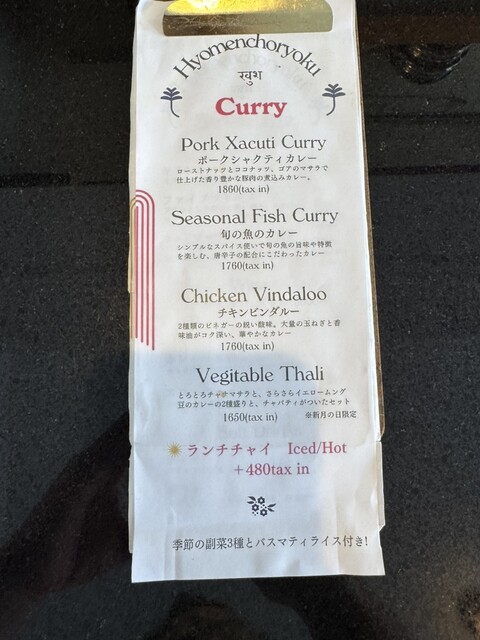 Hyomenchoryoku
खुश
Curry
Pork Xacuti Curry
ポークシャクティカレー
ローストナッツとココナッツ、ゴアのマサラで
仕上げた香り豊かな豚肉の煮込みカレー。
1860(tax in)
Seasonal Fish Curry
旬の魚のカレー
シンプルなスパイス使いで旬の魚の旨味や特徴
を楽しむ、唐辛子の配合にこだわったカレー
1760(tax in)
Chicken Vindaloo
チキンビンダルー
2種類のビネガーの鋭い酸味。大量の玉ねぎと香
味油がコク深い、華やかなカレー
1760(tax in)
Vegitable Thali
とろとろチャナマサラと、さらさらイエロームング
豆のカレーの2種盛りと、チャパティがついたセット
1650(tax in) ※新月の日限定
ランチチャイ Iced/Hot
+480tax in
季節の副菜3種とバスマティライス付き!